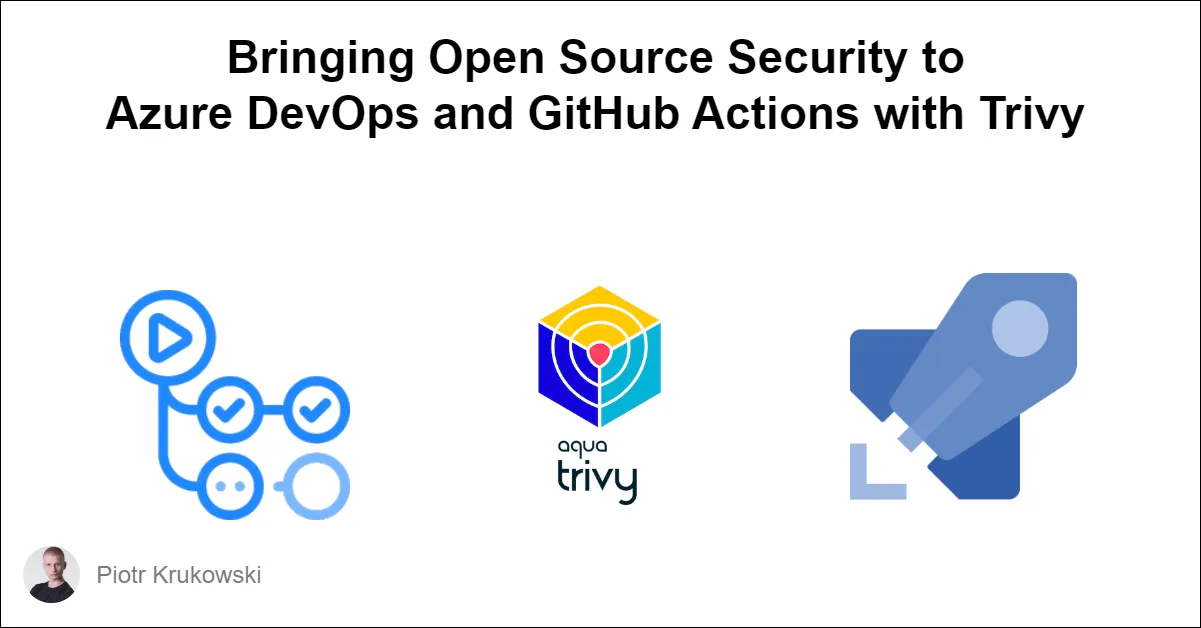 Bringing Open Source Security to
Azure DevOps and GitHub Actions with Trivy
aqua
trivy
Piotr Krukowski